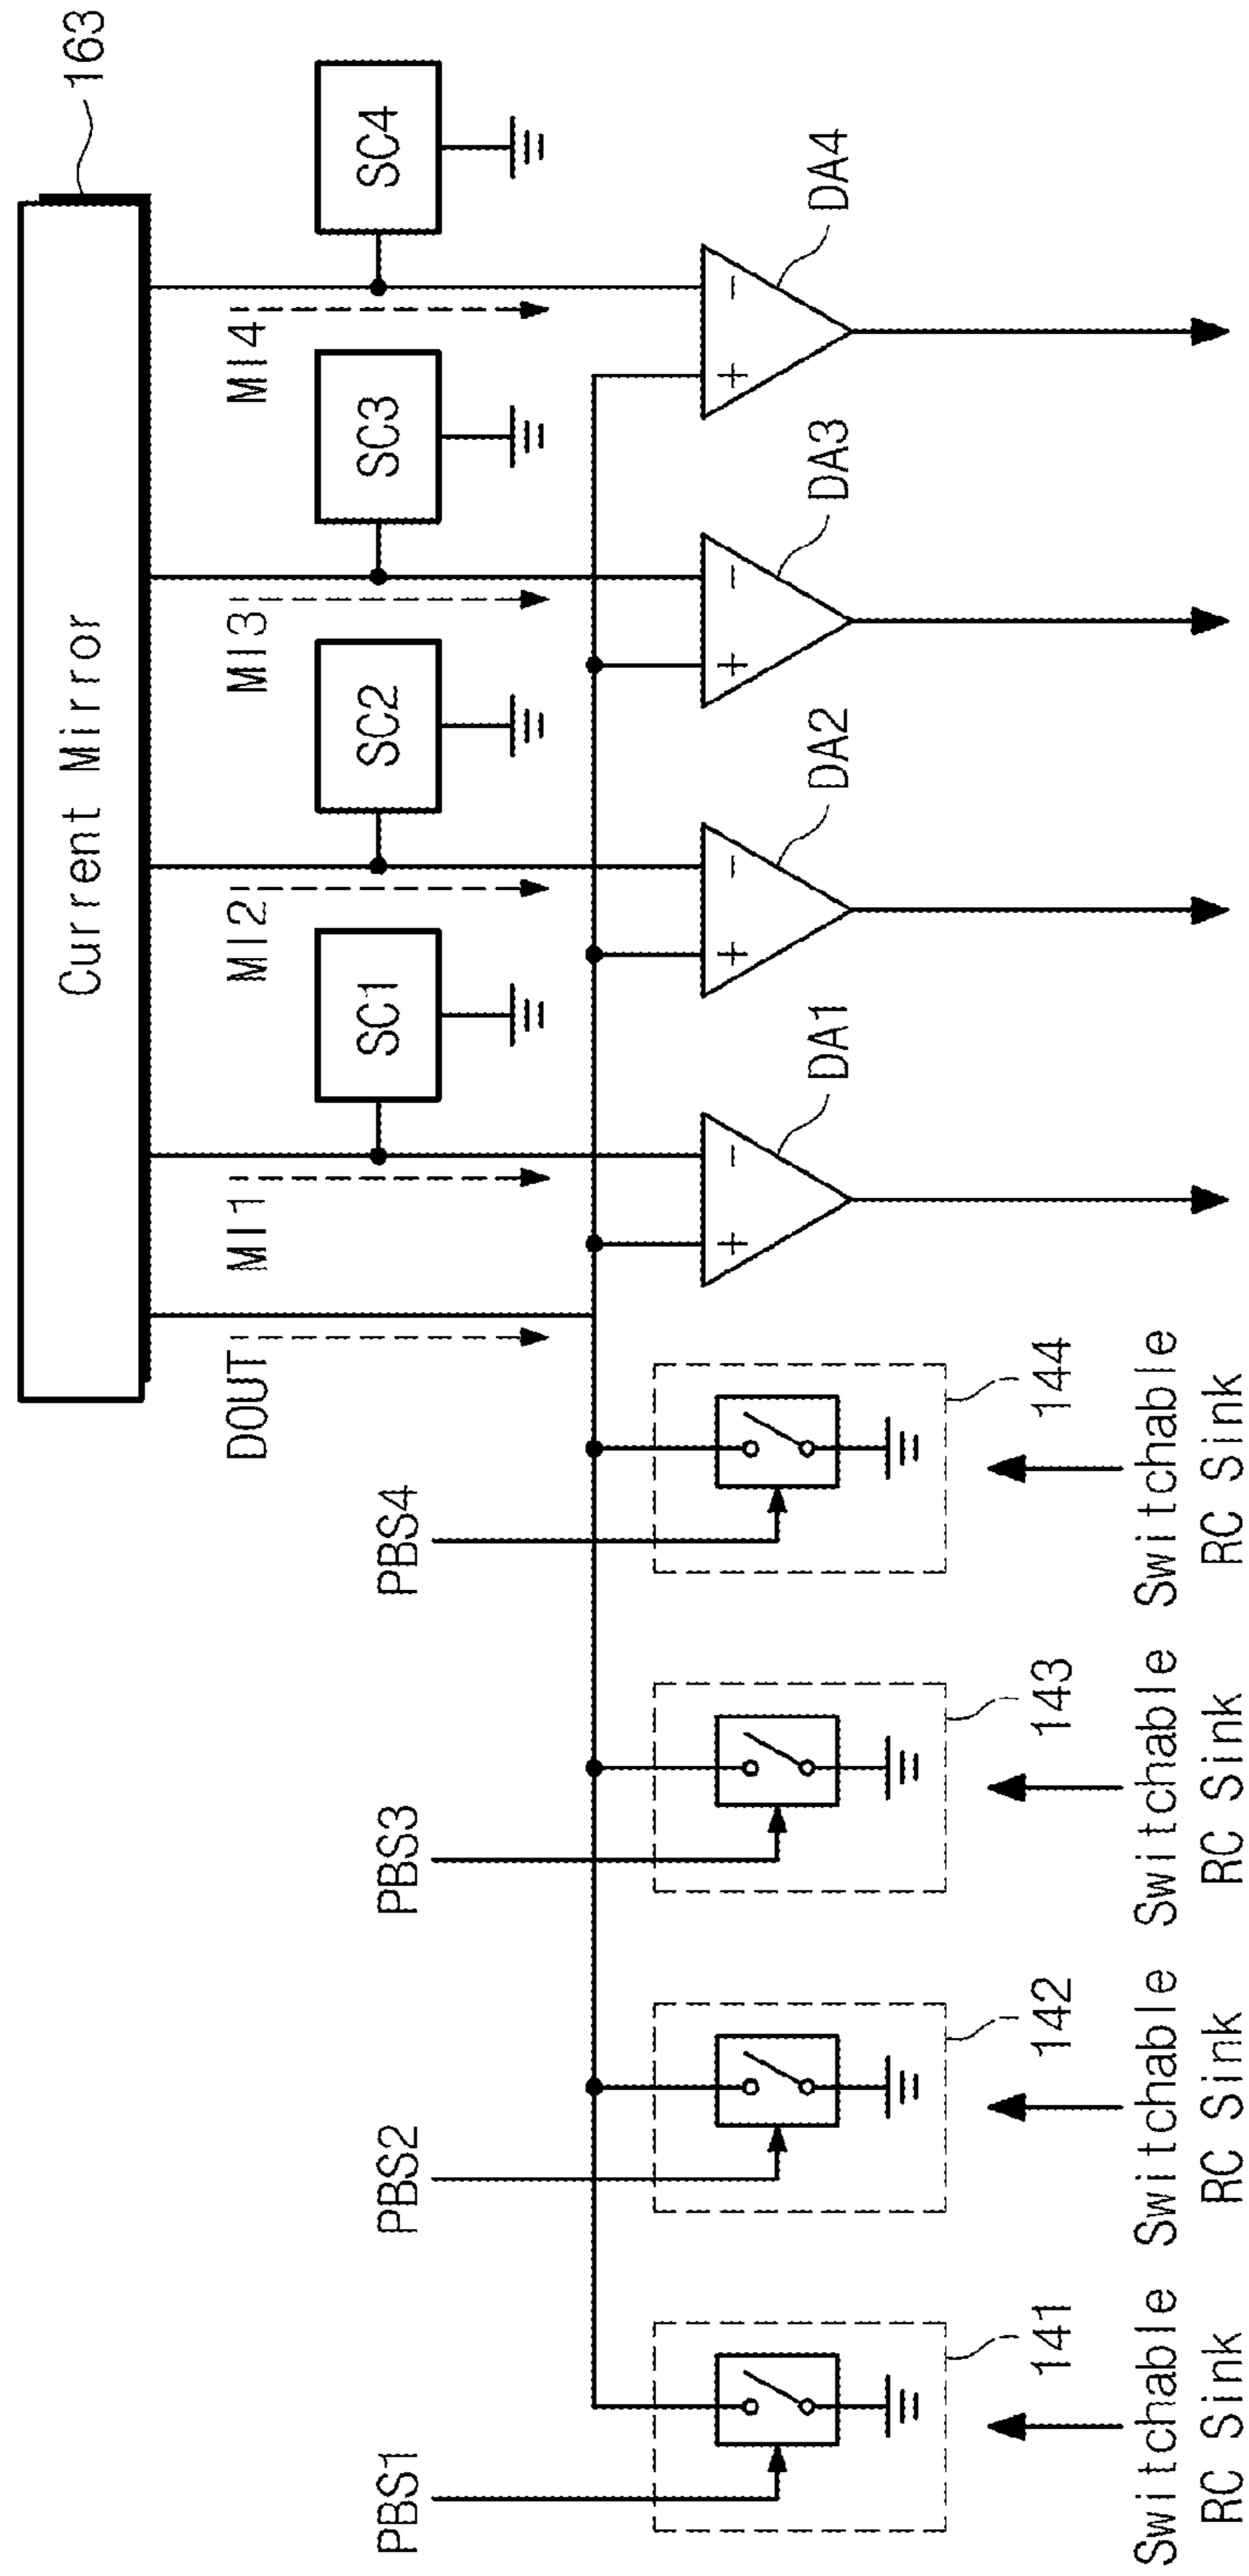 Current Mirror
163
DOUT
MI1
MI2
MI3
MI4
SC1
SC2
SC3
SC4
PBS1
PBS2
PBS3
PBS4
+
-
+
-
+
-
+
-
DA1
DA2
DA3
DA4
141
142
143
144
Switchable
RC Sink
Switchable
RC Sink
Switchable
RC Sink
Switchable
RC Sink